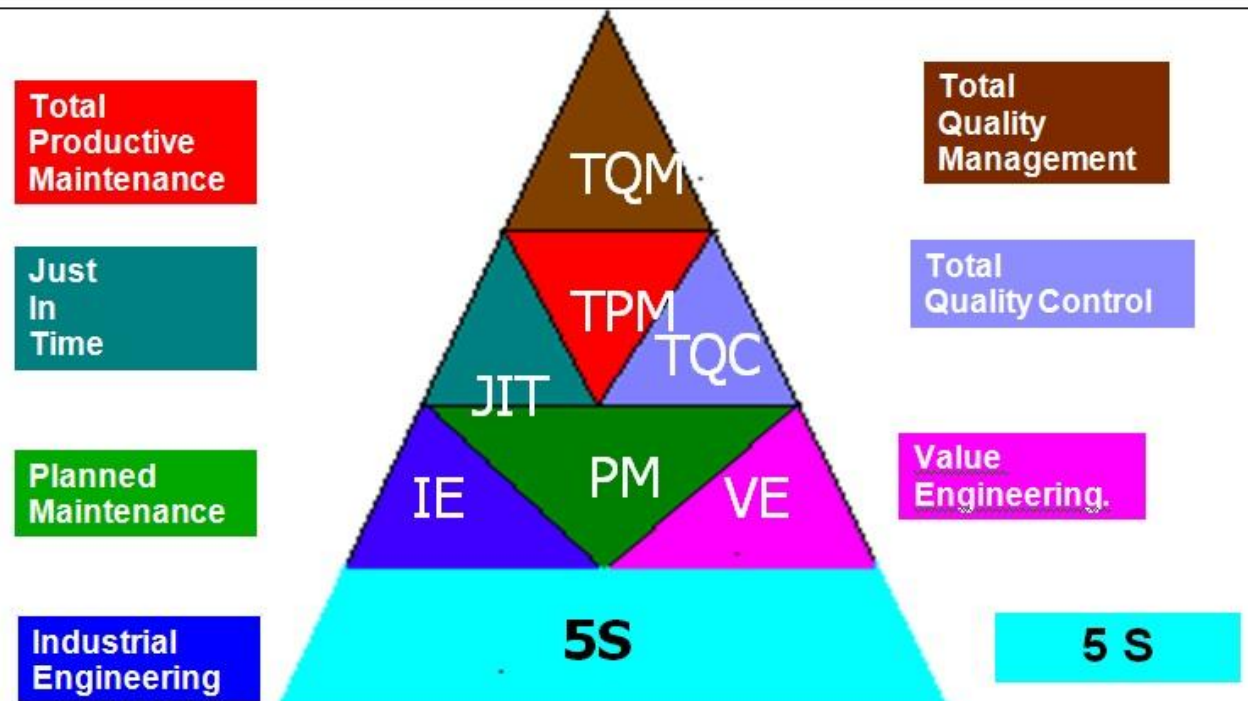 Total
Productive
Maintenance
Just
In
Time
Planned
Maintenance
Industrial
Engineering
TQM
TPM
TQC
JIT
IE
PM
VE
5S
Total
Quality
Management
Total
Quality Control
Value
Engineering.
5 S